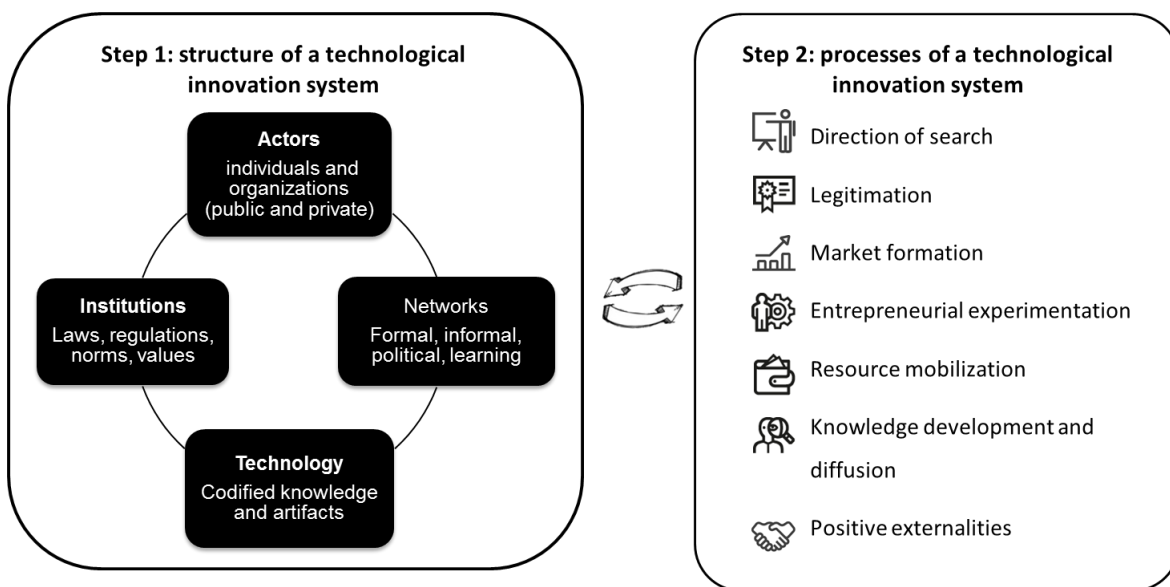 Step 1: structure of a technological
innovation system
Actors
individuals and
organizations
(public and private)
Institutions
Laws, regulations,
norms, values
Networks
Formal, informal,
political, learning
Technology
Codified knowledge
and artifacts
Step 2: processes of a technological
innovation system
Direction of search
Legitimation
Market formation
Entrepreneurial experimentation
Resource mobilization
Knowledge development and
diffusion
Positive externalities